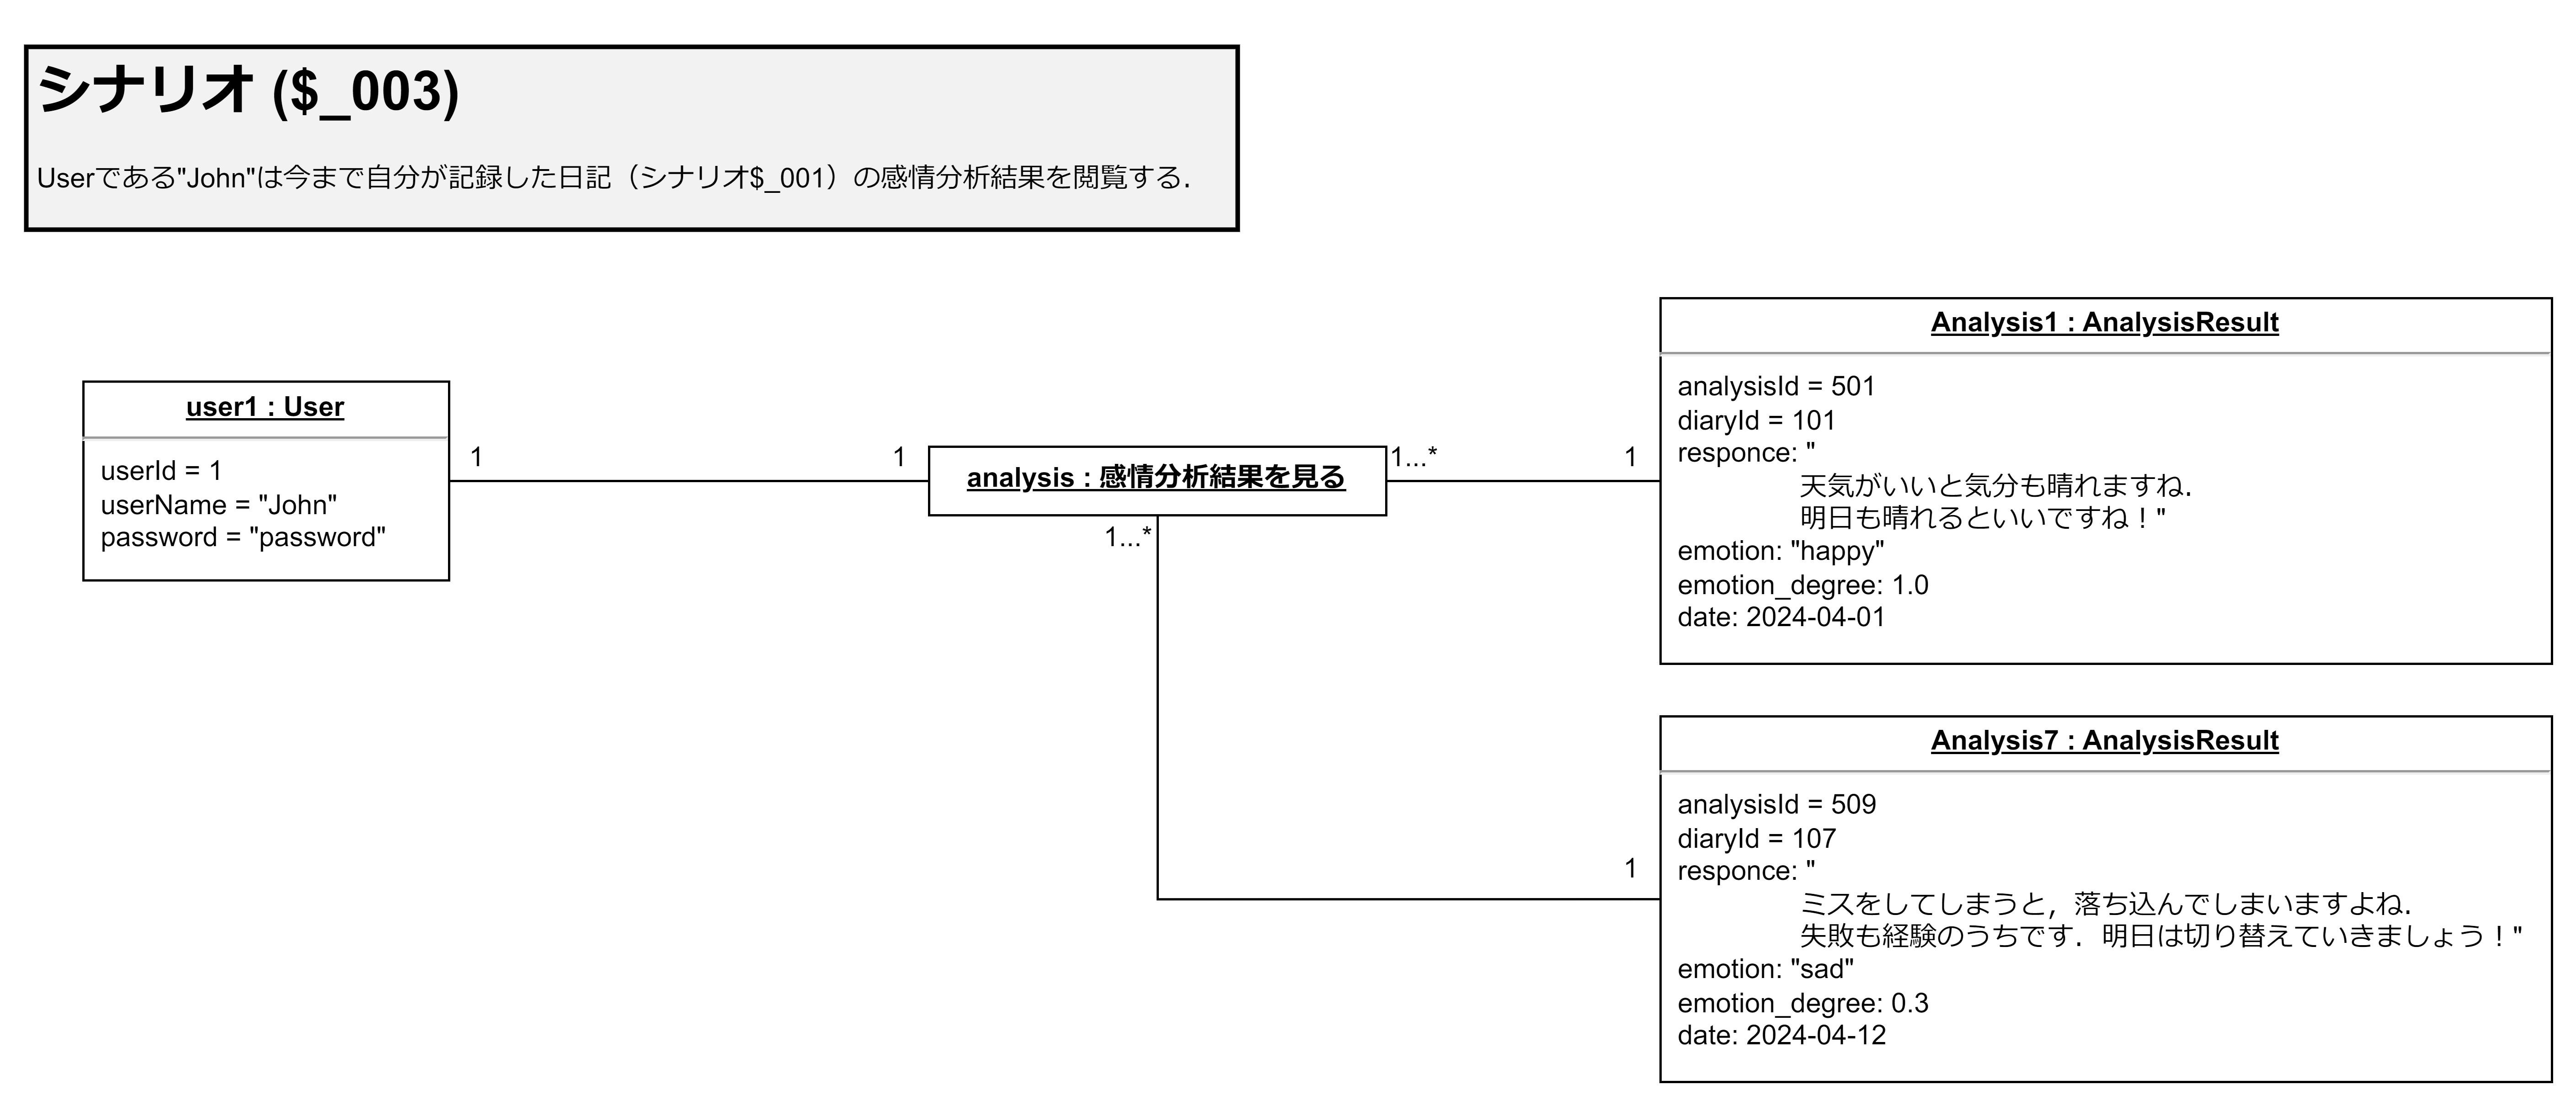 シナリオ ($_003)
Userである"John"は今まで自分が記録した日記（シナリオ$_001）の感情分析結果を閲覧する．
user1 : User
userId = 1
userName = "John"
password = "password"
1
1
analysis : 感情分析結果を見る
1...*
1
1...*
1
Analysis1 : AnalysisResult
analysisId = 501
diaryId = 101
responce: "
天気がいいと気分も晴れますね．
明日も晴れるといいですね！"
emotion: "happy"
emotion_degree: 1.0
date: 2024-04-01
Analysis7 : AnalysisResult
analysisId = 509
diaryId = 107
responce: "
ミスをしてしまうと，落ち込んでしまいますよね．
失敗も経験のうちです．明日は切り替えていきましょう！"
emotion: "sad"
emotion_degree: 0.3
date: 2024-04-12